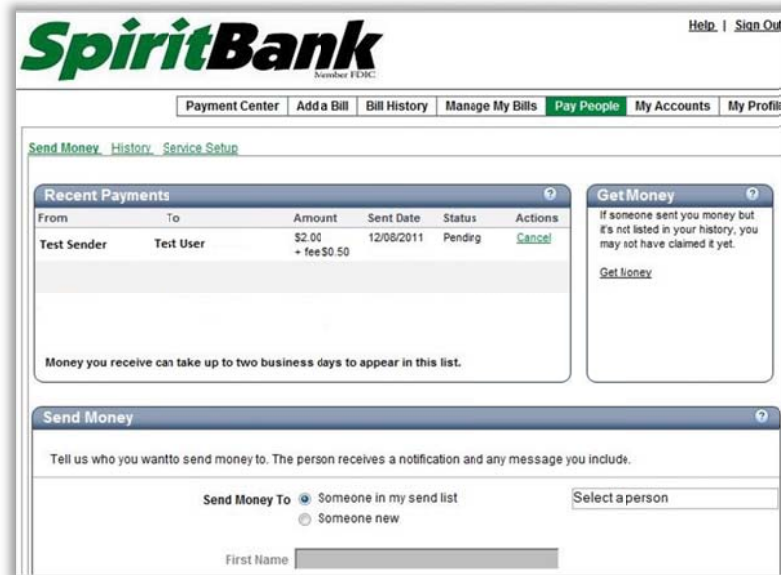 SpiritBank
Member FDIC
Help | Sign Out
Payment Center Add a Bill Bill History Manage My Bills Pay People My Accounts My Profile
Send Money History Service Setup
Recent Payments ?
From To Amount Sent Date Status Actions
Test Sender Test User $2.00 12/08/2011 Pending Cancel
+ fee $0.50
Money you receive can take up to two business days to appear in this list.
Get Money ?
If someone sent you money but
it's not listed in your history, you
may not have claimed it yet.
Get Money
Send Money ?
Tell us who you want to send money to. The person receives a notification and any message you include.
Send Money To Someone in my send list Select a person
Someone new
First Name